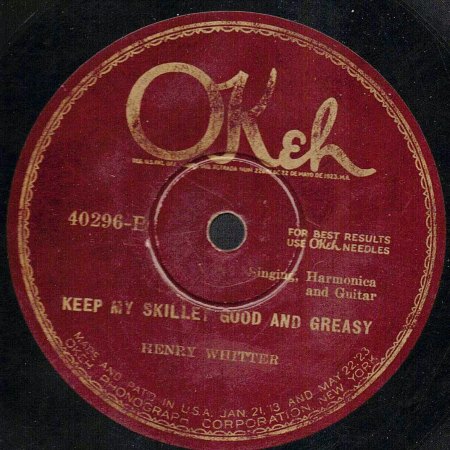 OKeh
40296-B
FOR BEST RESULTS
USE OKeh NEEDLES
Singing, Harmonica
and Guitar
KEEP MY SKILLET GOOD AND GREASY
HENRY WHITTER
MADE AND PAT'D IN U.S.A. JAN. 21, 13 AND MAY 22, 23
OKEH PHONOGRAPH CORPORATION, NEW YORK